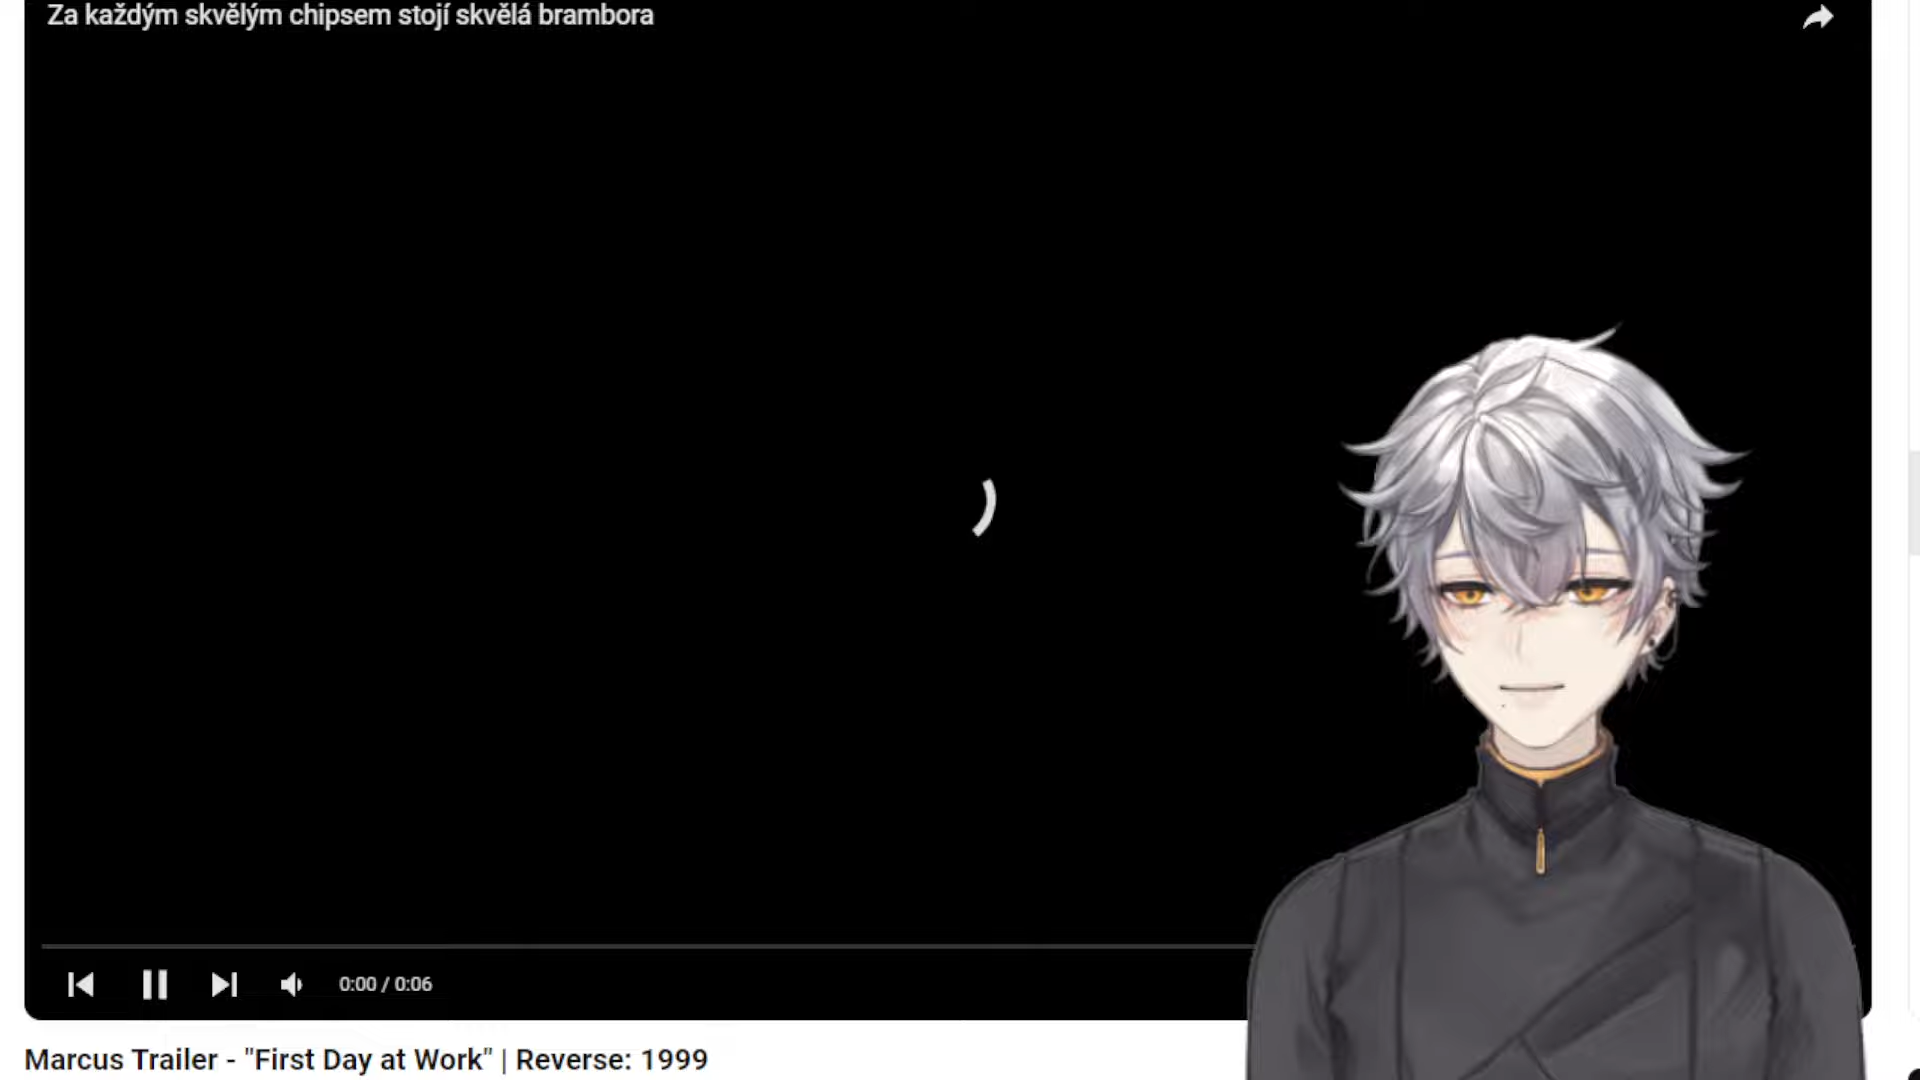 Za každým skvělým chipsem stojí skvělá brambora
0:00 / 0:06
Marcus Trailer - "First Day at Work" | Reverse: 1999